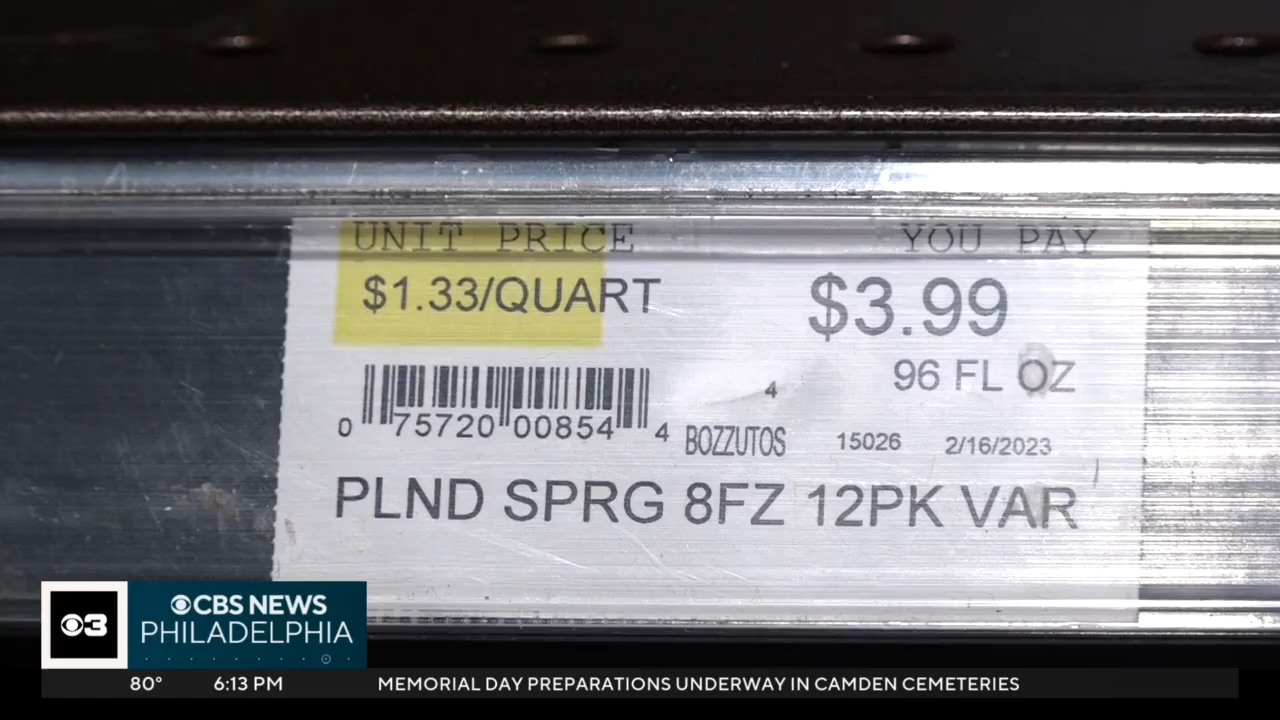 UNIT PRICE
YOU PAY
$1.33/QUART
$3.99
96 FL OZ
4
0 75720 00854 4
BOZZUTOS 15026 2/16/2023
PLND SPRG 8FZ 12PK VAR
3
CBS NEWS
PHILADELPHIA
80° 6:13 PM MEMORIAL DAY PREPARATIONS UNDERWAY IN CAMDEN CEMETERIES